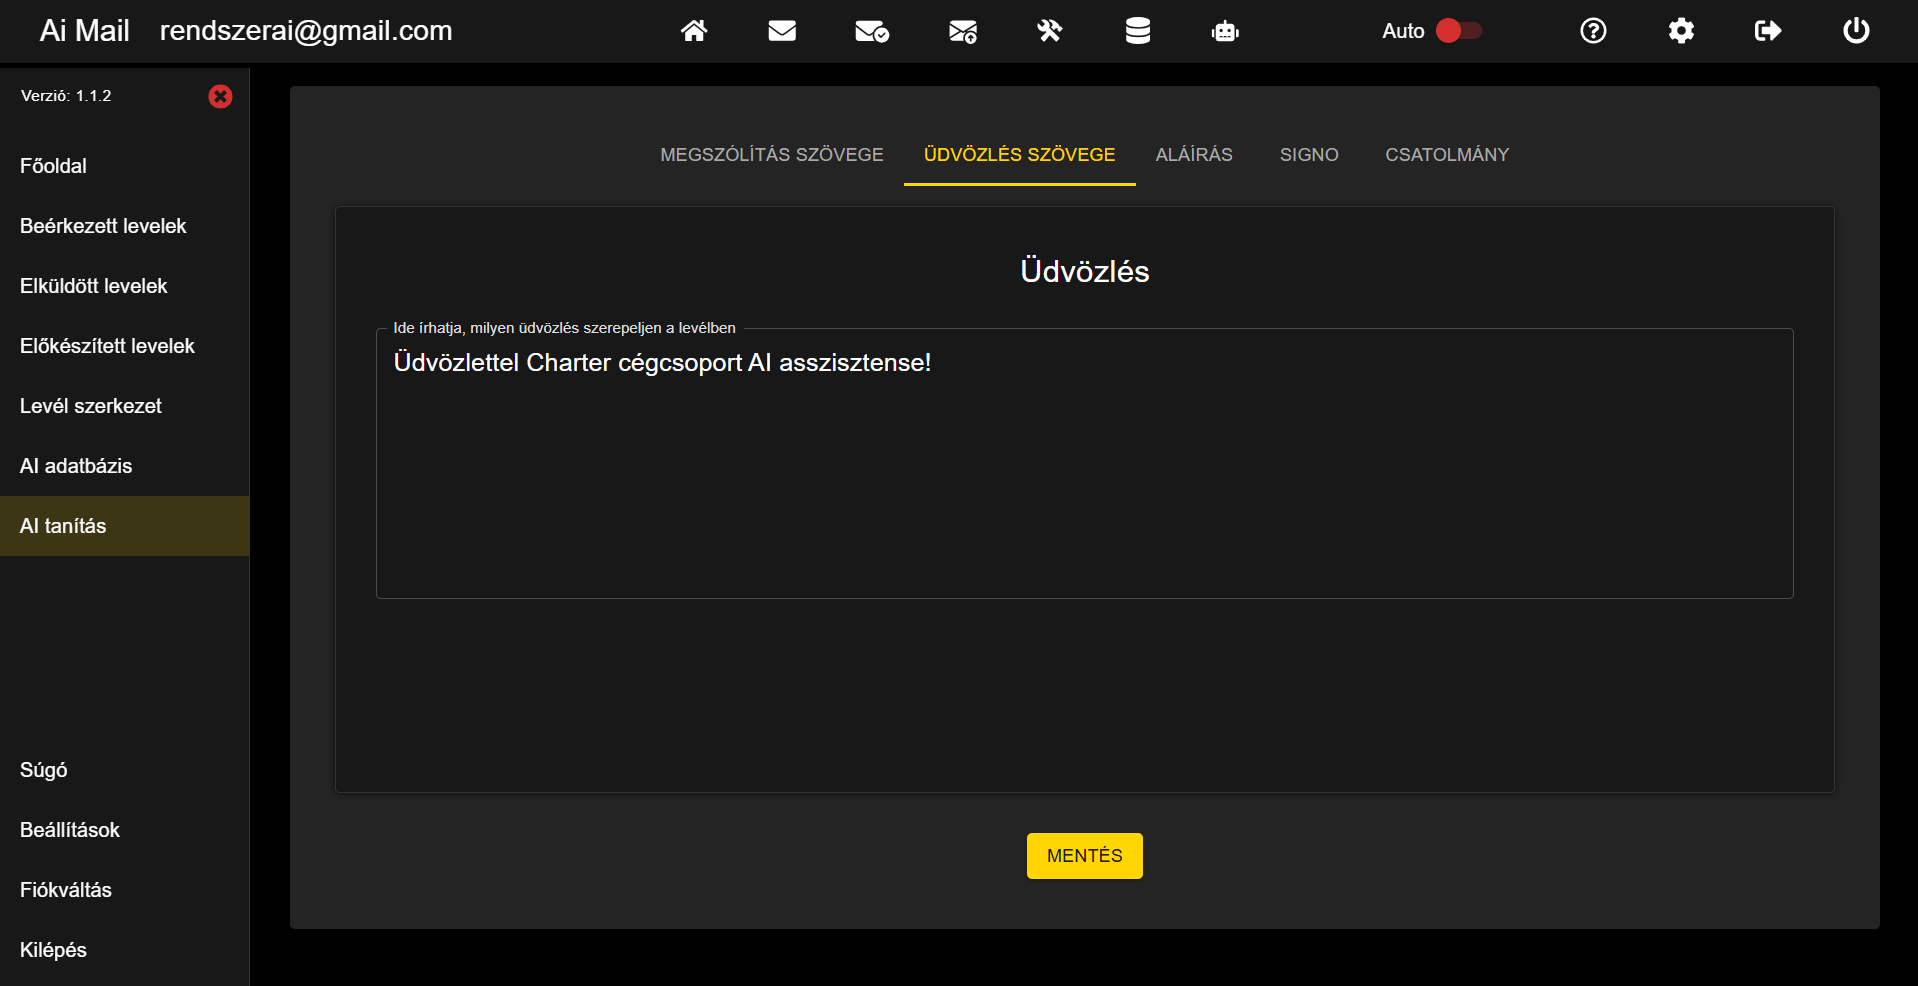 Ai Mail rendszerai@gmail.com Auto
Verzió: 1.1.2
Főoldal
Beérkezett levelek
Elküldött levelek
Előkészített levelek
Levél szerkezet
AI adatbázis
AI tanítás
Súgó
Beállítások
Fiókváltás
Kilépés
MEGSZÓLÍTÁS SZÖVEGE ÜDVÖZLÉS SZÖVEGE ALÁÍRÁS SIGNO CSATOLMÁNY
Üdvözlés
Ide írhatja, milyen üdvözlés szerepeljen a levélben
Üdvözlettel Charter cégcsoport AI asszisztense!
MENTÉS